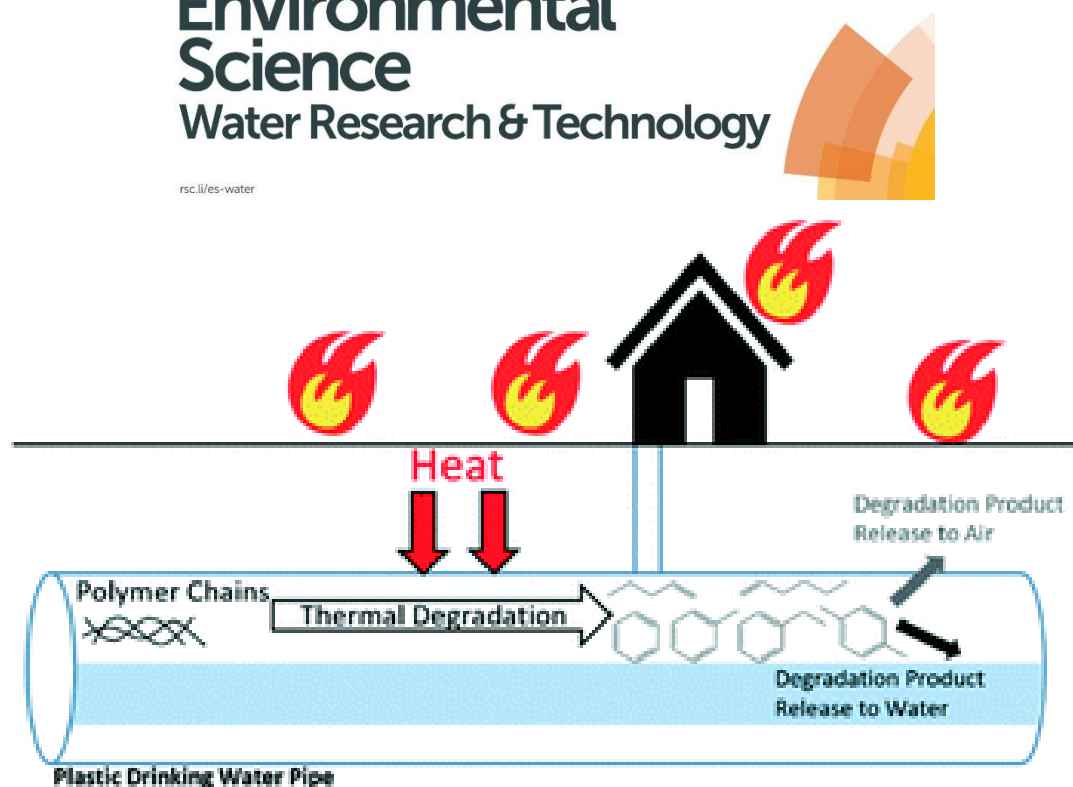 Environmental
Science
Water Research & Technology
rsc.li/es-water
Heat
Degradation Product
Release to Air
Polymer Chains
Thermal Degradation
Degradation Product
Release to Water
Plastic Drinking Water Pipe